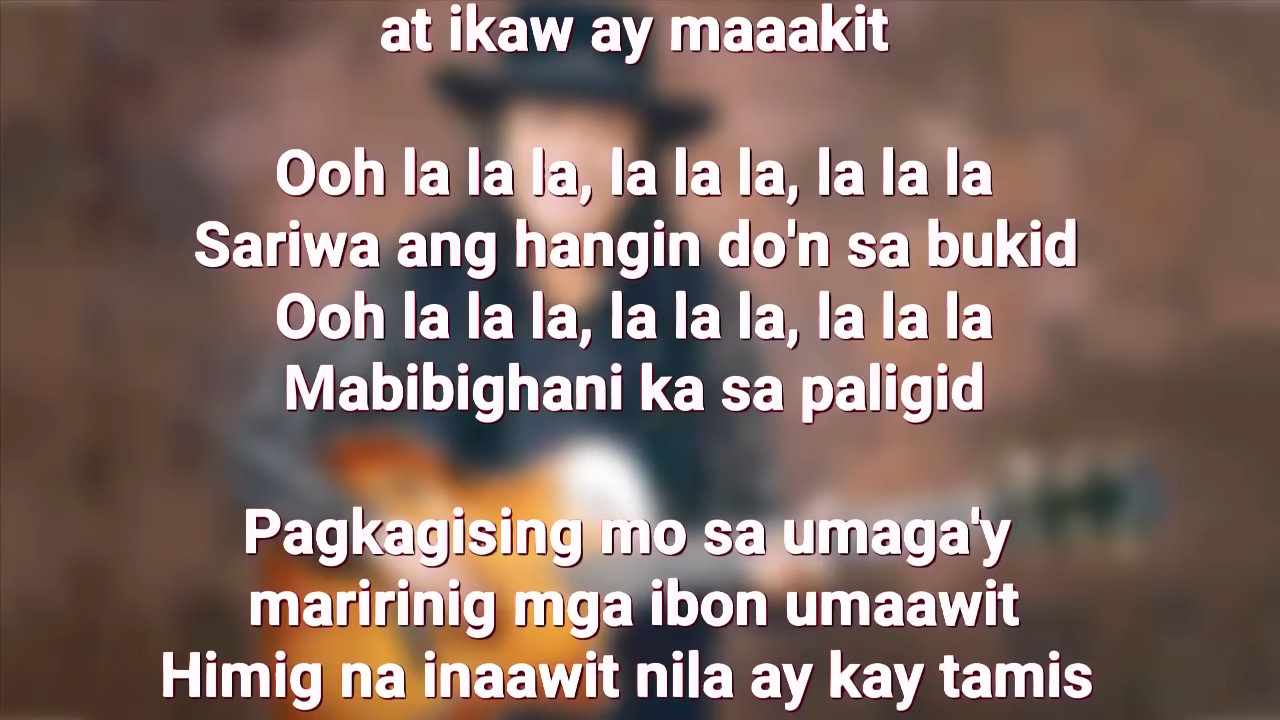 at ikaw ay maaakit
Ooh la la la, la la la, la la la
Sariwa ang hangin do'n sa bukid
Ooh la la la, la la la, la la la
Mabibighani ka sa paligid
Pagkagising mo sa umaga'y
maririnig mga ibon umaawit
Himig na inaawit nila ay kay tamis